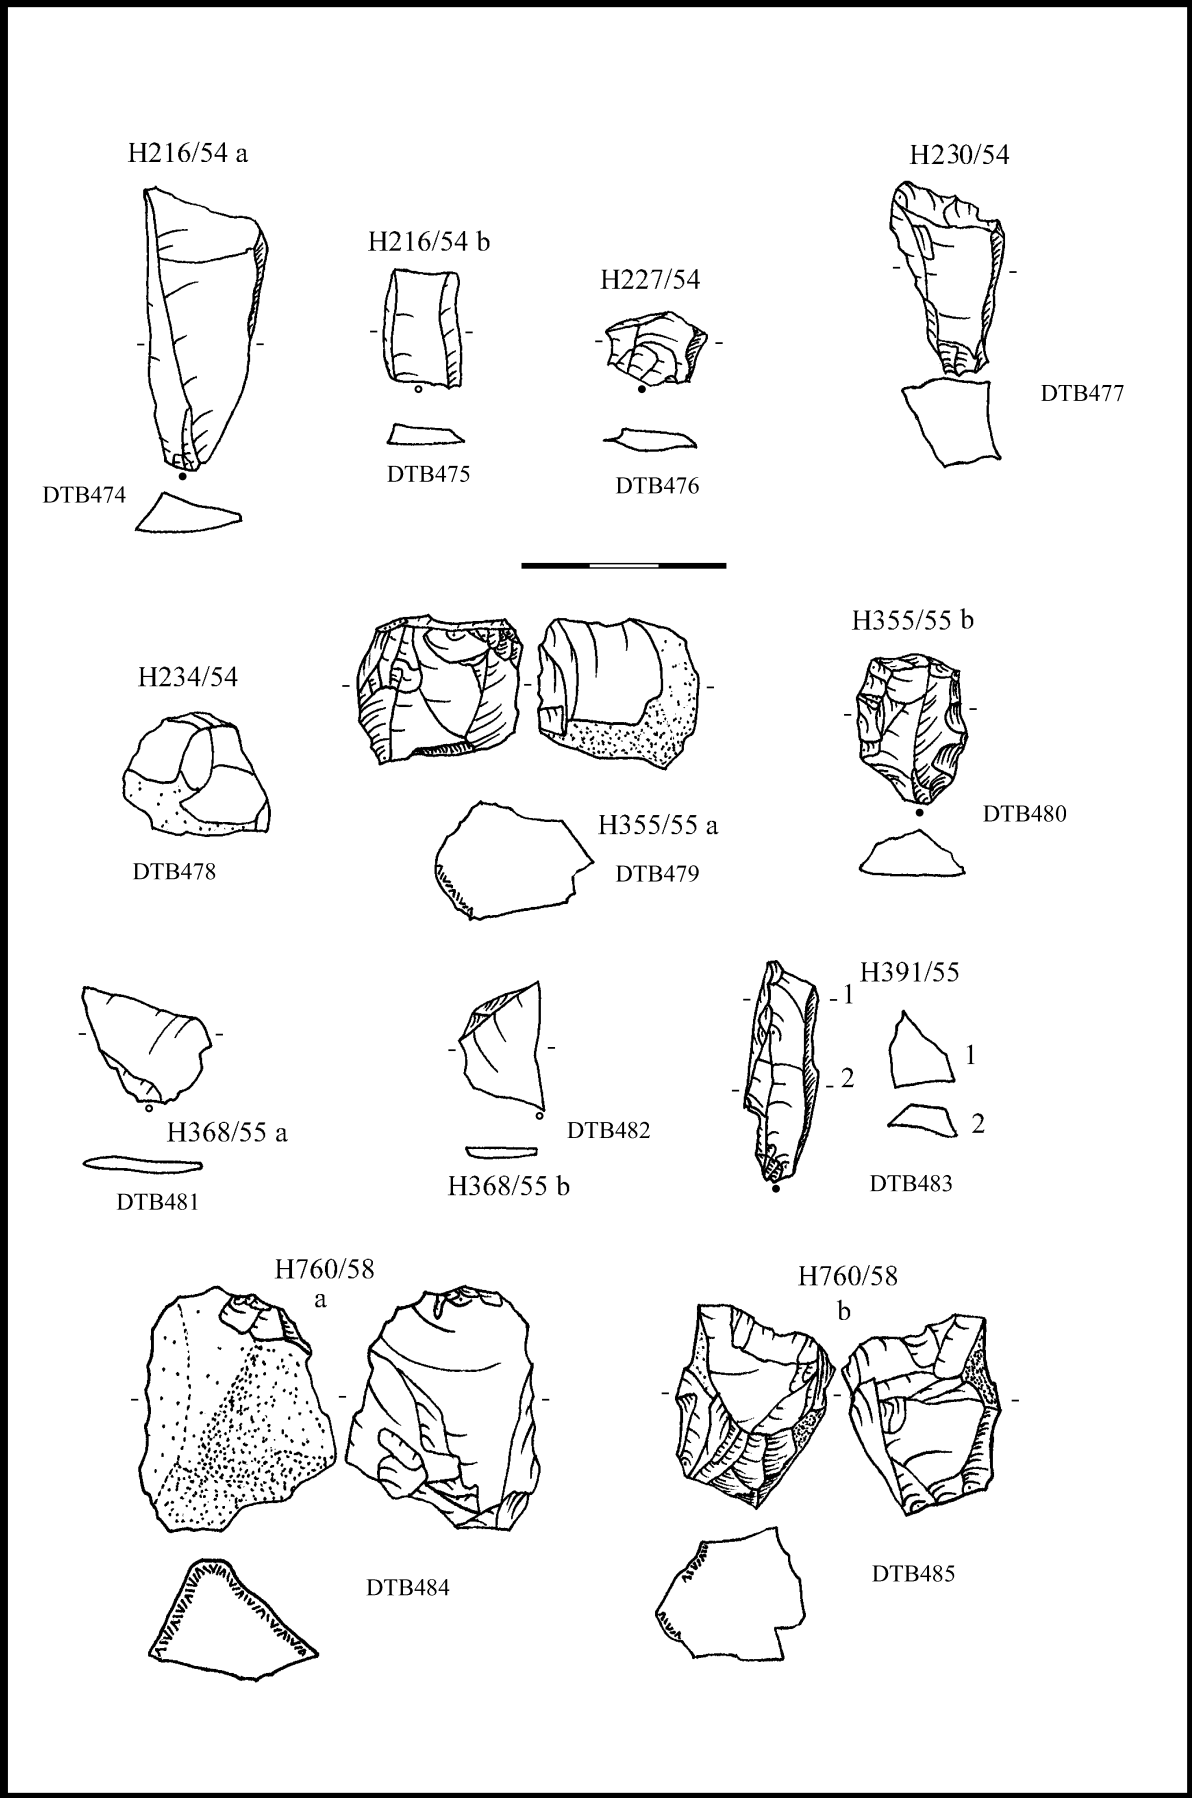 H216/54 a
H230/54
H216/54 b
H227/54
DTB477
DTB475
DTB476
DTB474
H355/55 b
H234/54
DTB480
H355/55 a
DTB478
DTB479
H391/55
1
1
2
2
H368/55 a
DTB482
DTB483
H368/55 b
DTB481
H760/58
a
H760/58
b
DTB484
DTB485